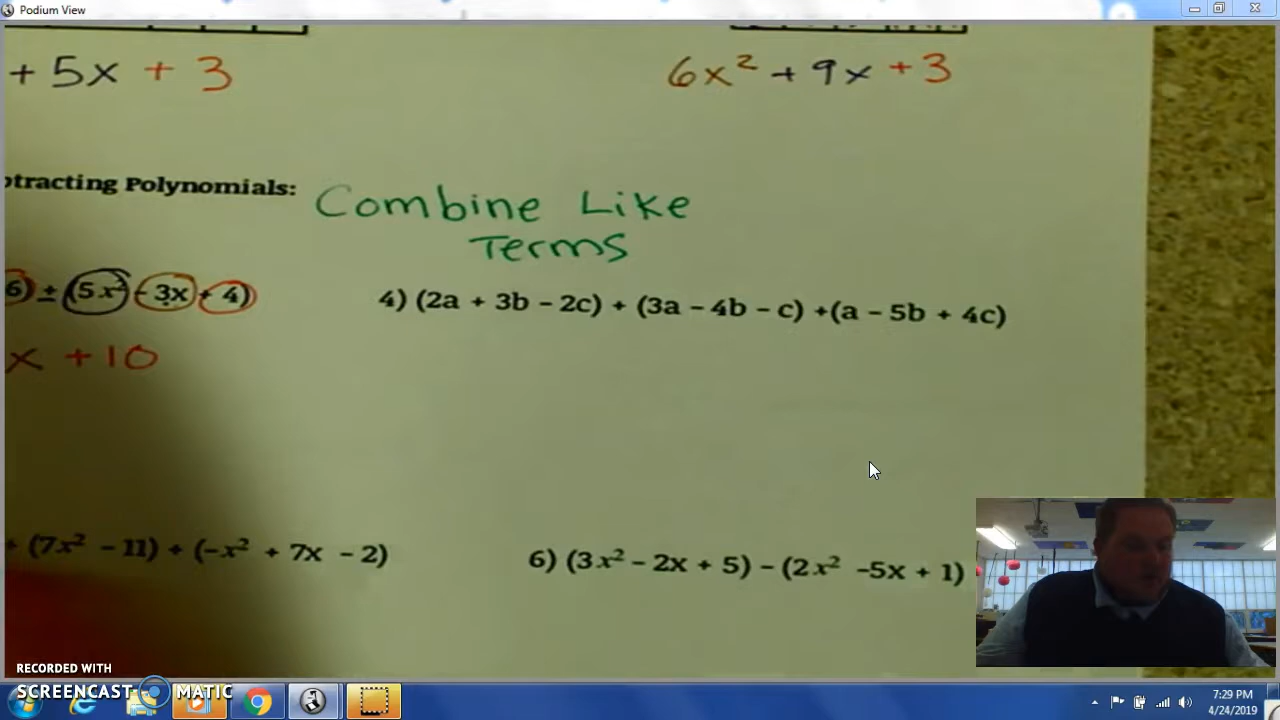 Podium View
+ 5x + 3
6x² + 9x + 3
Subtracting Polynomials:
Combine Like
Terms
6) ± (5x² - 3x + 4)
4) (2a + 3b – 2c) + (3a – 4b – c) +(a – 5b + 4c)
x + 10
+ (7x² – 11) + (–x² + 7x – 2)
6) (3x² – 2x + 5) – (2x² –5x + 1)
RECORDED WITH
SCREENCAST MATIC
7:29 PM
4/24/2019